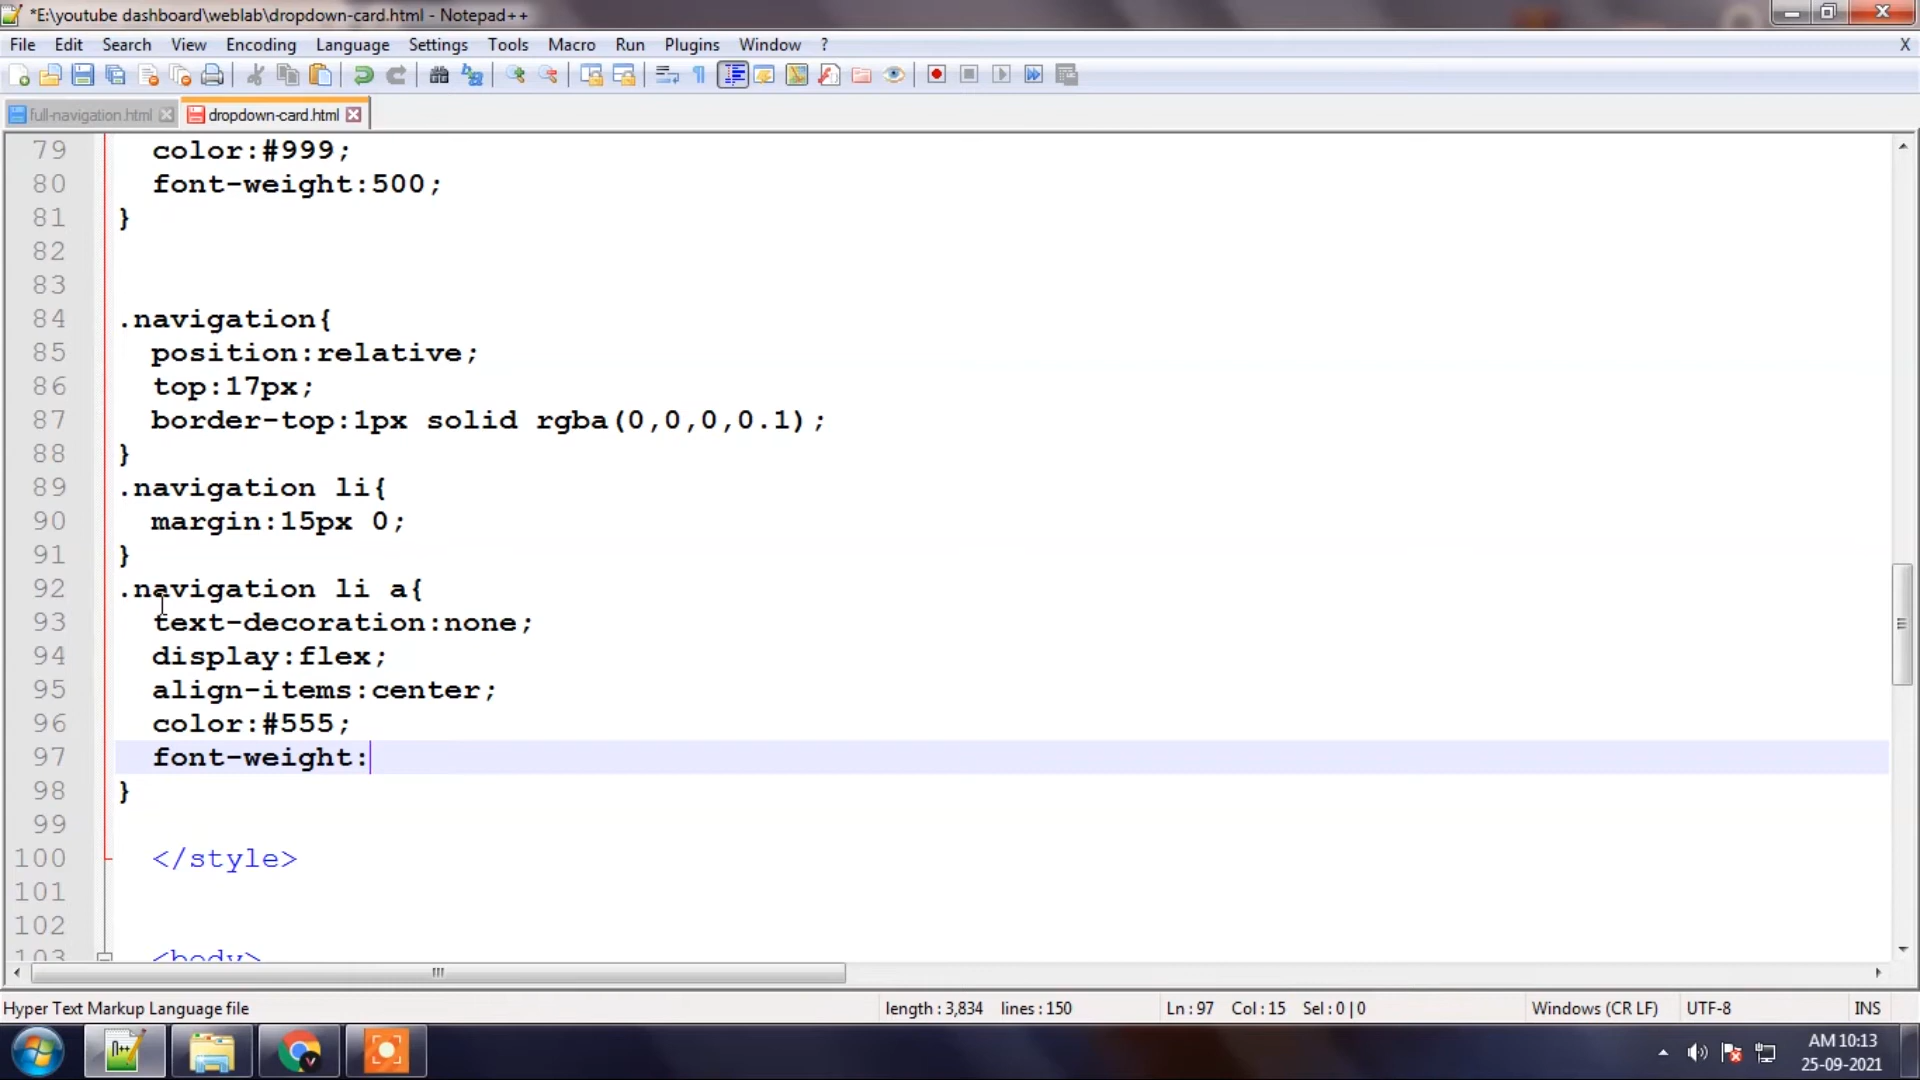 *E:\youtube dashboard\weblab\dropdown-card.html - Notepad++
File Edit Search View Encoding Language Settings Tools Macro Run Plugins Window ? X
full-navigation.html dropdown-card.html
79 color:#999;
80 font-weight:500;
81 }
82
83
84 .navigation{
85 position:relative;
86 top:17px;
87 border-top:1px solid rgba(0,0,0,0.1);
88 }
89 .navigation li{
90 margin:15px 0;
91 }
92 .navigation li a{
93 text-decoration:none;
94 display:flex;
95 align-items:center;
96 color:#555;
97 font-weight:
98 }
99
100 </style>
101
102
103 <body>
Hyper Text Markup Language file length : 3,834 lines : 150 Ln : 97 Col : 15 Sel : 0 | 0 Windows (CR LF) UTF-8 INS
AM 10:13
25-09-2021